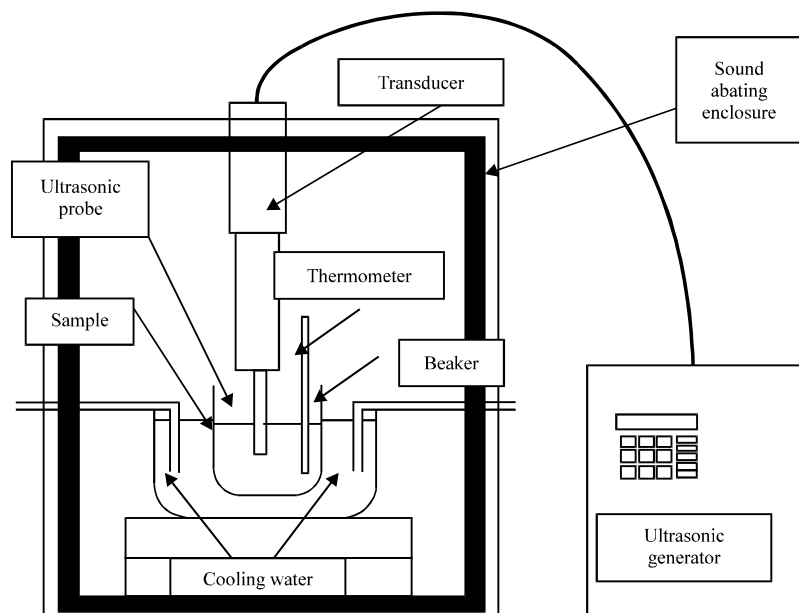 Transducer
Sound
abating
enclosure
Ultrasonic
probe
Thermometer
Sample
Beaker
Cooling water
Ultrasonic
generator